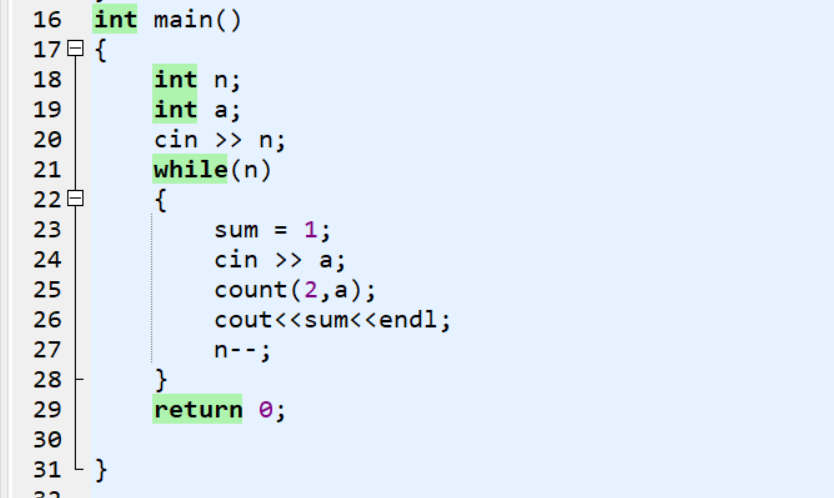 16 int main()
17 {
18 int n;
19 int a;
20 cin >> n;
21 while(n)
22 {
23 sum = 1;
24 cin >> a;
25 count(2,a);
26 cout<<sum<<endl;
27 n--;
28 }
29 return 0;
30
31 }